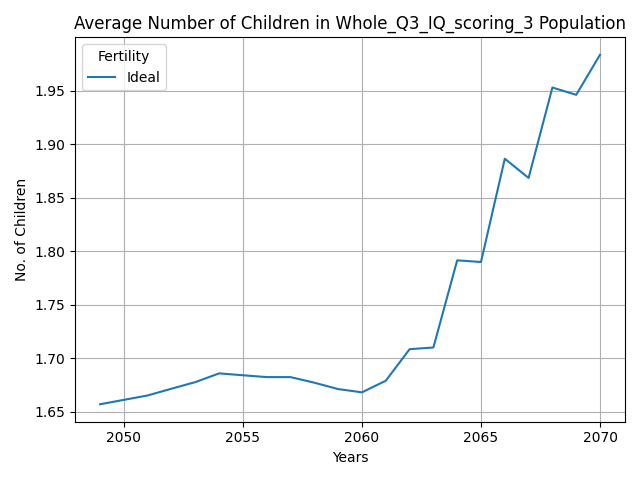 Average Number of Children in Whole_Q3_IQ_scoring_3 Population
Fertility
Ideal
No. of Children
1.95
1.90
1.85
1.80
1.75
1.70
1.65
2050 2055 2060 2065 2070
Years